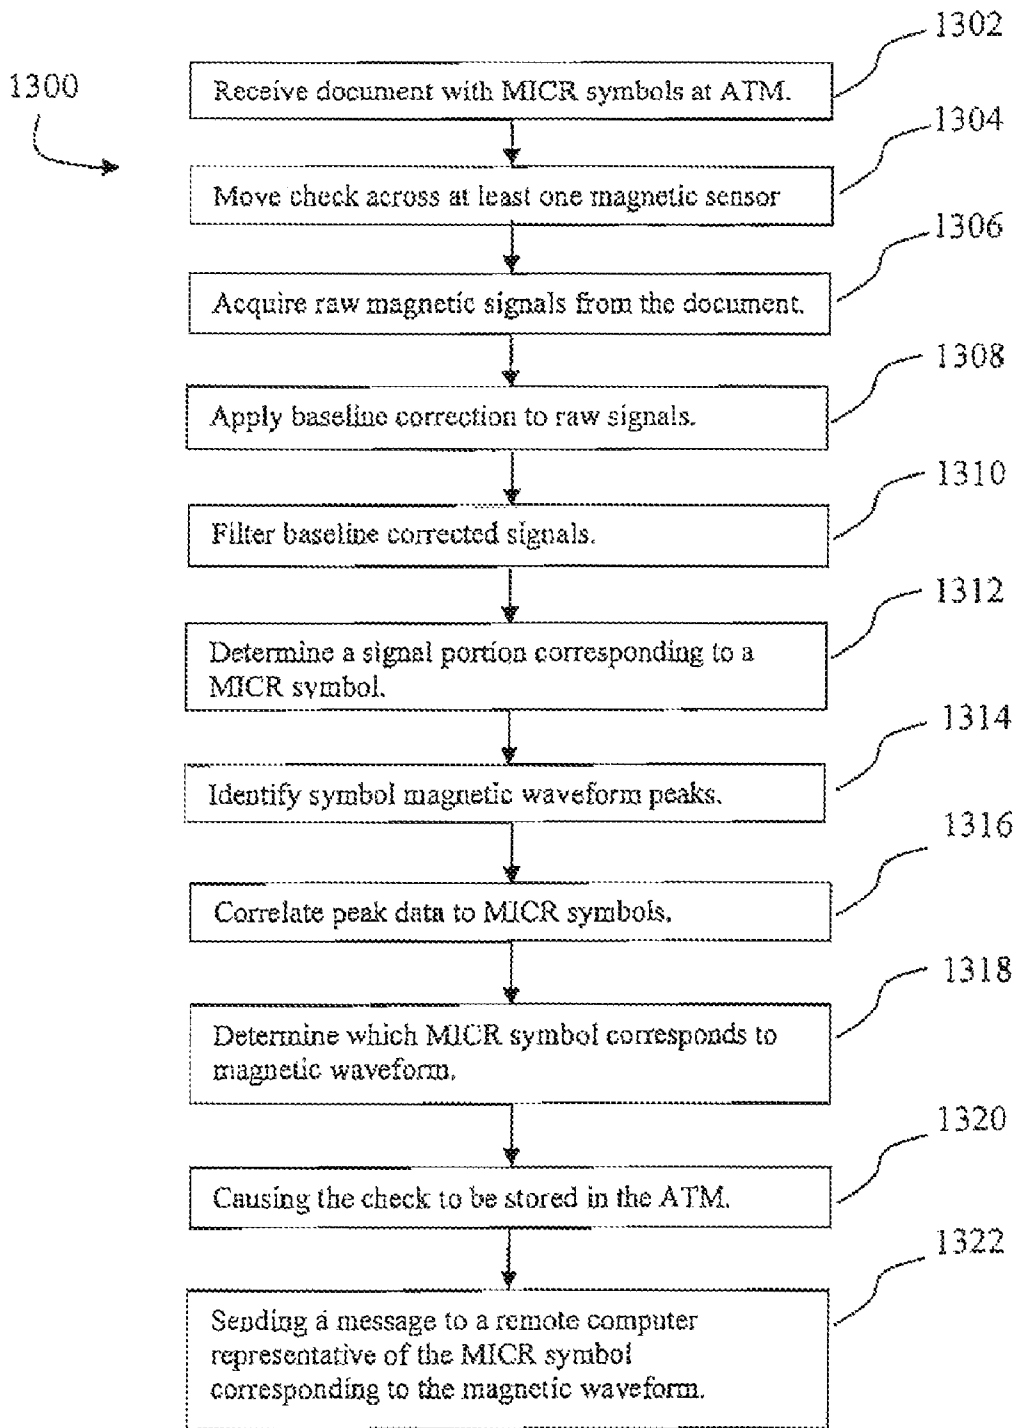 1302
1300
Receive document with MICR symbols at ATM.
1304
Move check across at least one magnetic sensor
1306
Acquire raw magnetic signals from the document.
1308
Apply baseline correction to raw signals.
1310
Filter baseline corrected signals.
1312
Determine a signal portion corresponding to a
MICR symbol.
1314
Identify symbol magnetic waveform peaks.
1316
Correlate peak data to MICR symbols.
1318
Determine which MICR symbol corresponds to
magnetic waveform.
1320
Causing the check to be stored in the ATM.
1322
Sending a message to a remote computer
representative of the MICR symbol
corresponding to the magnetic waveform.